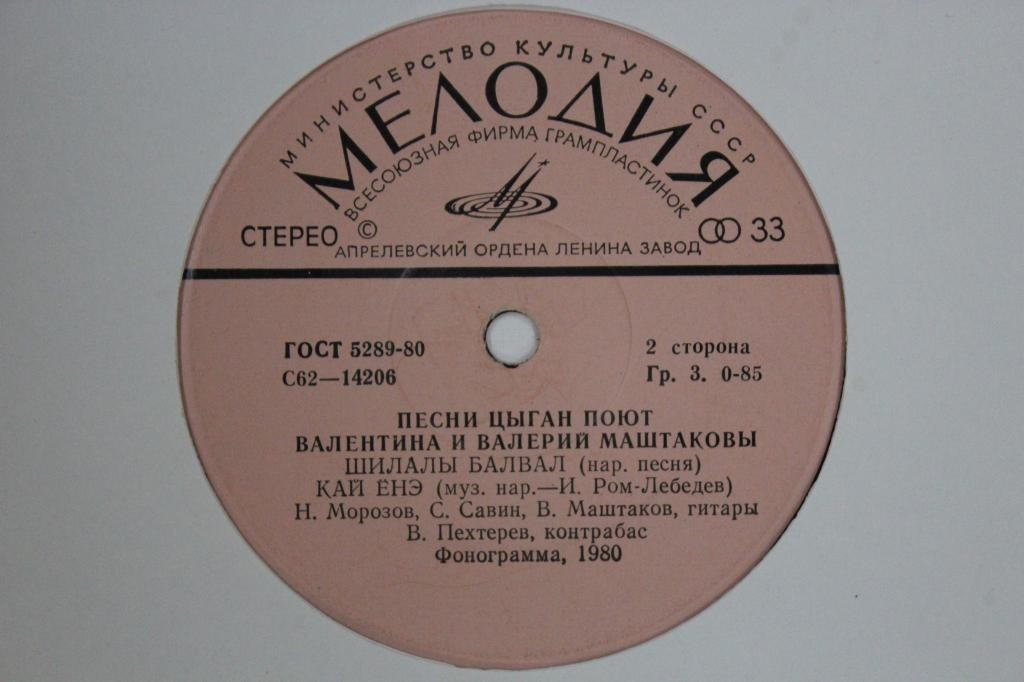 МИНИСТЕРСТВО КУЛЬТУРЫ СССР
МЕЛОДИЯ
ВСЕСОЮЗНАЯ ФИРМА ГРАМПЛАСТИНОК
СТЕРЕО © 33
АПРЕЛЕВСКИЙ ОРДЕНА ЛЕНИНА ЗАВОД
ГОСТ 5289-80 2 сторона
С62—14206 Гр. 3. 0-85
ПЕСНИ ЦЫГАН ПОЮТ
ВАЛЕНТИНА И ВАЛЕРИЙ МАШТАКОВЫ
ШИЛАЛЫ БАЛВАЛ (нар. песня)
КАЙ ЁНЭ (муз. нар.—И. Ром-Лебедев)
Н. Морозов, С. Савин, В. Маштаков, гитары
В. Пехтерев, контрабас
Фонограмма, 1980